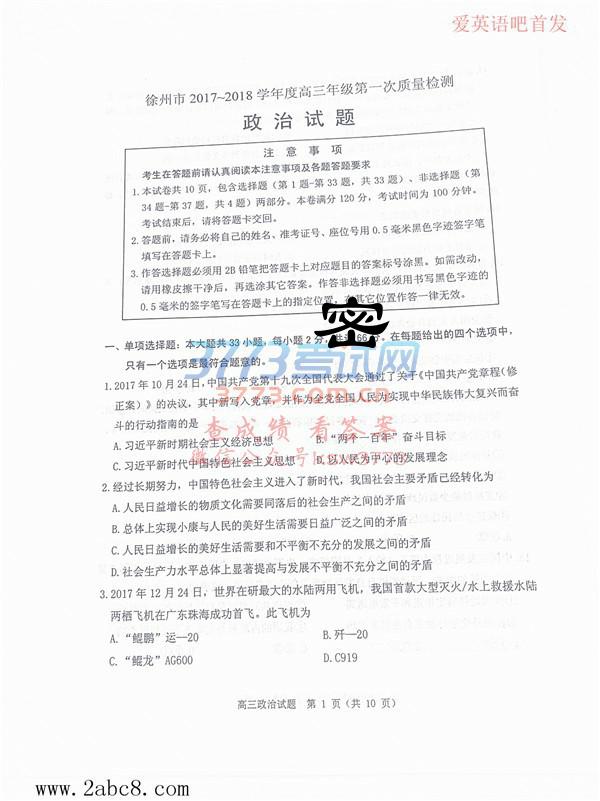 爱英语吧首发
徐州市 2017~2018 学年度高三年级第一次质量检测
政 治 试 题
注 意 事 项
考生在答题前请认真阅读本注意事项及各题答题要求
1.本试卷共 10 页，包含选择题（第 1 题-第 33 题，共 33 题）、非选择题（第
34 题-第 37 题，共 4 题）两部分。本卷满分 120 分，考试时间为 100 分钟。
考试结束后，请将答题卡交回。
2.答题前，请务必将自己的姓名、准考证号、座位号用 0.5 毫米黑色字迹签字笔
填写在答题卡上。
3.作答选择题必须用 2B 铅笔把答题卡上对应题目的答案标号涂黑。如需改动，
请用橡皮擦干净后，再选涂其它答案。作答非选择题必须用书写黑色字迹的
0.5 毫米的签字笔写在答题卡上的指定位置，在其它位置作答一律无效。
密
一、单项选择题：本大题共 33 小题，每小题 2 分，共计 66 分。在每题给出的四个选项中，
只有一个选项是最符合题意的。
3773考试网
3773.com.cn
1.2017 年 10 月 24 日，中国共产党第十九次全国代表大会通过了关于《中国共产党章程（修
正案）》的决议，其中新写入党章，并作为全党全国人民为实现中华民族伟大复兴而奋
斗的行动指南是
查成绩 看答案
A.习近平新时期社会主义经济思想 B.“两个一百年”奋斗目标
微信公众号
C.习近平新时代中国特色社会主义思想 D.以人民为中心的发展理念
2.经过长期努力，中国特色社会主义进入了新时代，我国社会主要矛盾已经转化为
A.人民日益增长的物质文化需要同落后的社会生产之间的矛盾
B.总体上实现小康与人民的美好生活需要日益广泛之间的矛盾
C.人民日益增长的美好生活需要和不平衡不充分的发展之间的矛盾
D.社会生产力水平总体上显著提高与发展不平衡不充分之间的矛盾
3.2017 年 12 月 24 日，世界在研最大的水陆两用飞机，我国首款大型灭火/水上救援水陆
两栖飞机在广东珠海成功首飞。此飞机为
A.“鲲鹏”运—20 B.歼—20
C.“鲲龙”AG600 D.C919
高三政治试题 第 1 页（共 10 页）
www.2abc8.com